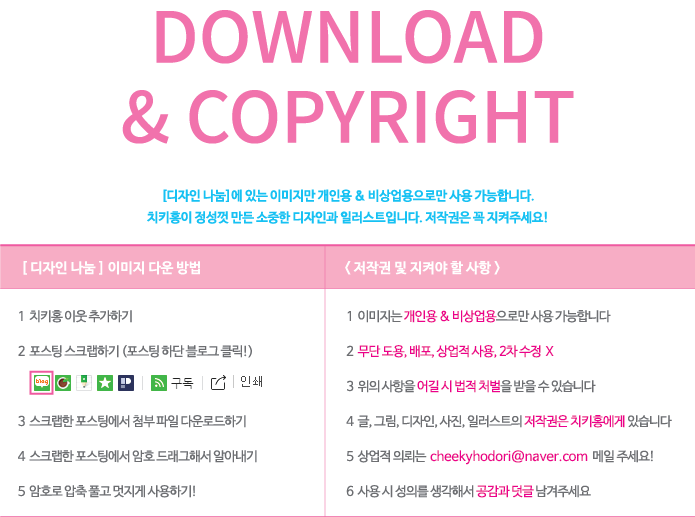 DOWNLOAD
& COPYRIGHT
[디자인 나눔]에 있는 이미지만 개인용 & 비상업용으로만 사용 가능합니다.
치키홍이 정성껏 만든 소중한 디자인과 일러스트입니다. 저작권은 꼭 지켜주세요!
[ 디자인 나눔 ] 이미지 다운 방법
1 치키홍 이웃 추가하기
2 포스팅 스크랩하기 (포스팅 하단 블로그 클릭!)
blog 구독 인쇄
3 스크랩한 포스팅에서 첨부 파일 다운로드하기
4 스크랩한 포스팅에서 암호 드래그해서 알아내기
5 암호로 압축 풀고 멋지게 사용하기!
< 저작권 및 지켜야 할 사항 >
1 이미지는 개인용 & 비상업용으로만 사용 가능합니다
2 무단 도용, 배포, 상업적 사용, 2차 수정 X
3 위의 사항을 어길 시 법적 처벌을 받을 수 있습니다
4 글, 그림, 디자인, 사진, 일러스트의 저작권은 치키홍에게 있습니다
5 상업적 의뢰는 cheekyhodori@naver.com 메일 주세요!
6 사용 시 성의를 생각해서 공감과 덧글 남겨주세요